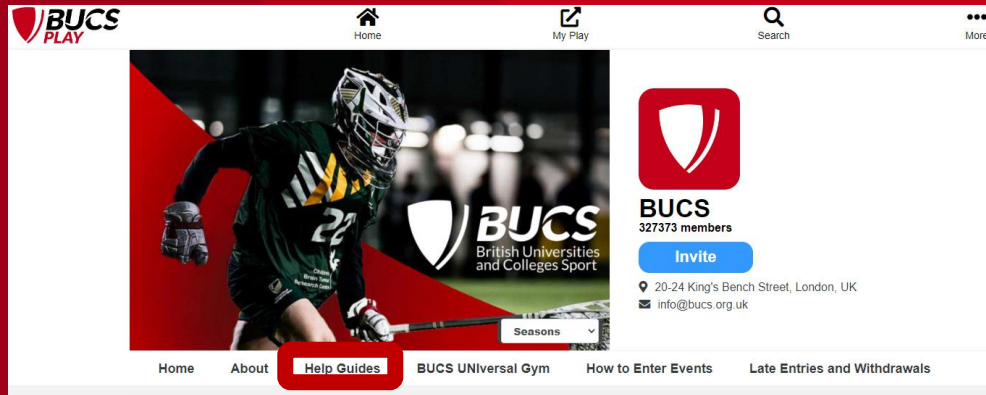 BUCS
PLAY
Home
My Play
Search
More
22
BUCS
British Universities
and Colleges Sport
Seasons
BUCS
327373 members
Invite
20-24 King's Bench Street, London, UK
info@bucs.org.uk
Home About Help Guides BUCS UNIversal Gym How to Enter Events Late Entries and Withdrawals